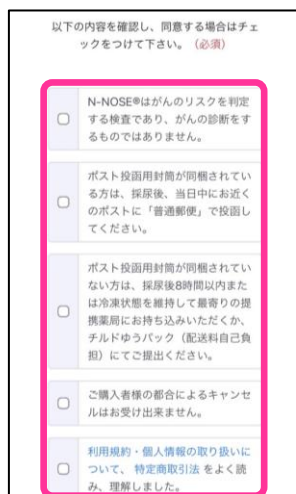 以下の内容を確認し、同意する場合はチェ
ックをつけて下さい。（必須）
N-NOSE®はがんのリスクを判定
する検査であり、がんの診断をす
るものではありません。
ポスト投函用封筒が同梱されてい
る方は、採尿後、当日中にお近く
のポストに「普通郵便」で投函し
てください。
ポスト投函用封筒が同梱されてい
ない方は、採尿後8時間以内また
は冷凍状態を維持して最寄りの提
携薬局にお持ち込みいただくか、
チルドゆうパック（配送料自己負
担）にてご提出ください。
ご購入者様の都合によるキャンセ
ルはお受け出来ません。
利用規約・個人情報の取り扱いに
ついて、 特定商取引法 をよく読
み、理解しました。